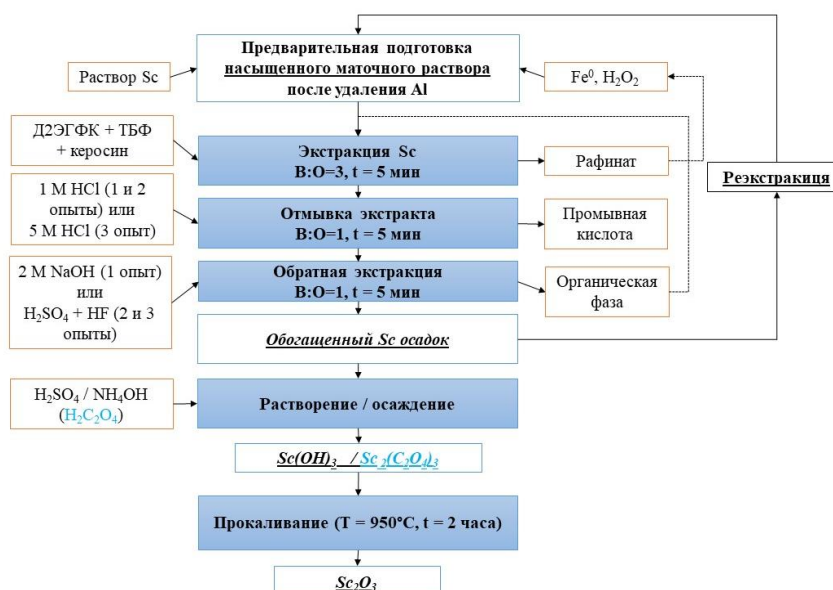 Предварительная подготовка
насыщенного маточного раствора
после удаления Al
Раствор Sc
Fe⁰, H₂O₂
Д2ЭГФК + ТБФ
+ керосин
Экстракция Sc
В:О=3, t = 5 мин
Рафинат
Реэкстракиця
1 М HCl (1 и 2
опыты) или
5 М HCl (3 опыт)
Отмывка экстракта
В:О=1, t = 5 мин
Промывная
кислота
2 М NaOH (1 опыт)
или
H₂SO₄ + HF (2 и 3
опыты)
Обратная экстракция
В:О=1, t = 5 мин
Органическая
фаза
Обогащенный Sc осадок
H₂SO₄ / NH₄OH
(H₂C₂O₄)
Растворение / осаждение
Sc(OH)₃ / Sc₂(C₂O₄)₃
Прокаливание (Т = 950°С, t = 2 часа)
Sc₂O₃